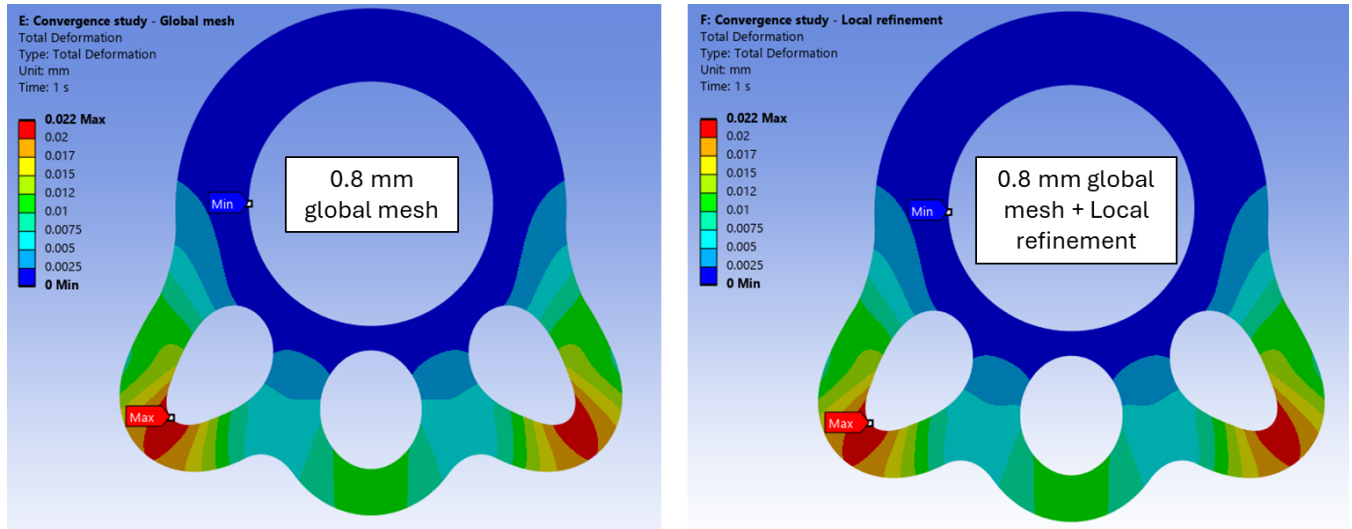 E: Convergence study - Global mesh
Total Deformation
Type: Total Deformation
Unit: mm
Time: 1 s
0.022 Max
0.02
0.017
0.015
0.012
0.01
0.0075
0.005
0.0025
0 Min
Min
0.8 mm
global mesh
Max
F: Convergence study - Local refinement
Total Deformation
Type: Total Deformation
Unit: mm
Time: 1 s
0.022 Max
0.02
0.017
0.015
0.012
0.01
0.0075
0.005
0.0025
0 Min
Min
0.8 mm global
mesh + Local
refinement
Max